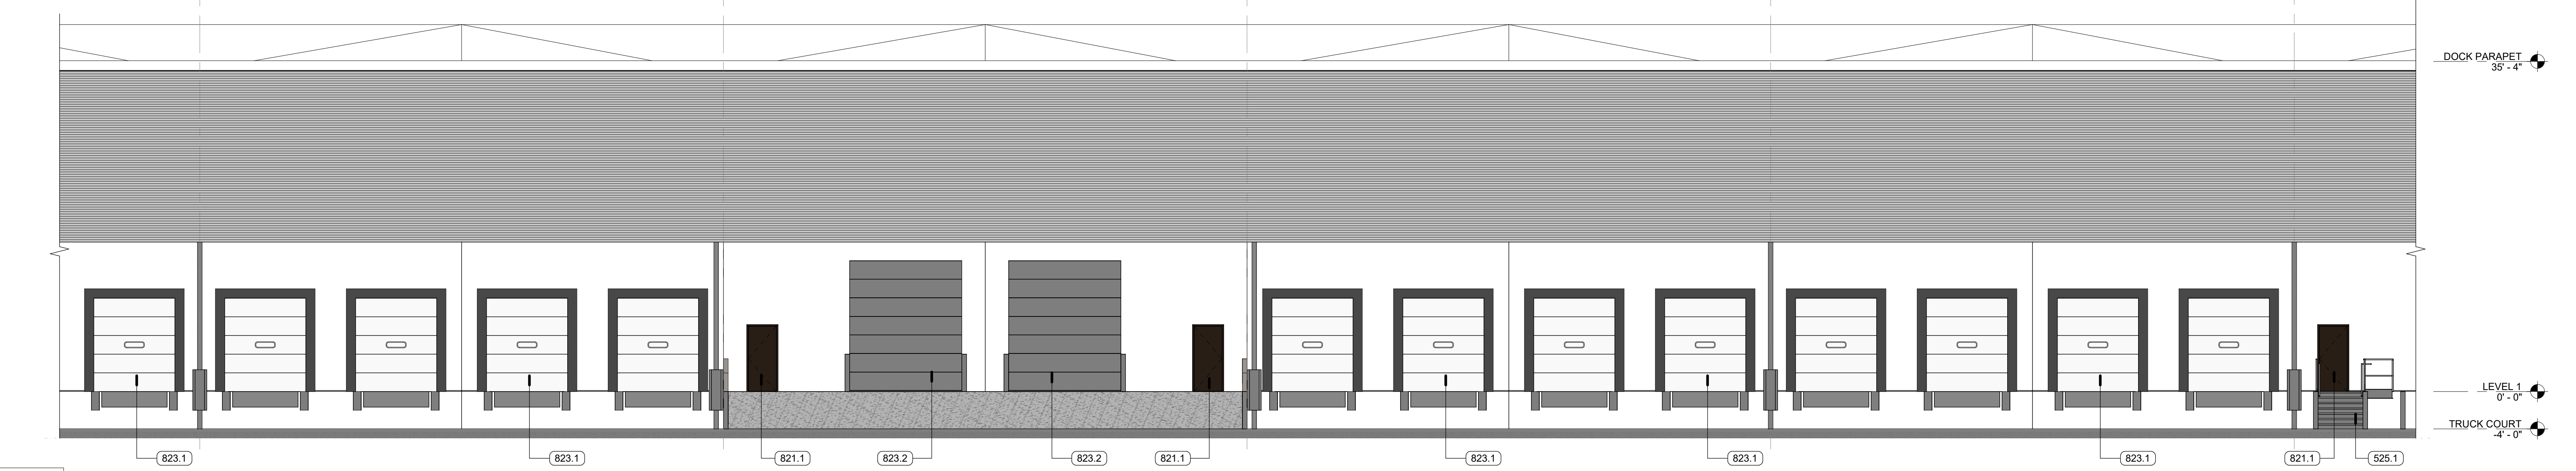 DOCK PARAPET
35' - 4"
LEVEL 1
0' - 0"
TRUCK COURT
-4' - 0"
823.1
823.1
821.1
823.2
823.2
821.1
823.1
823.1
823.1
821.1
525.1